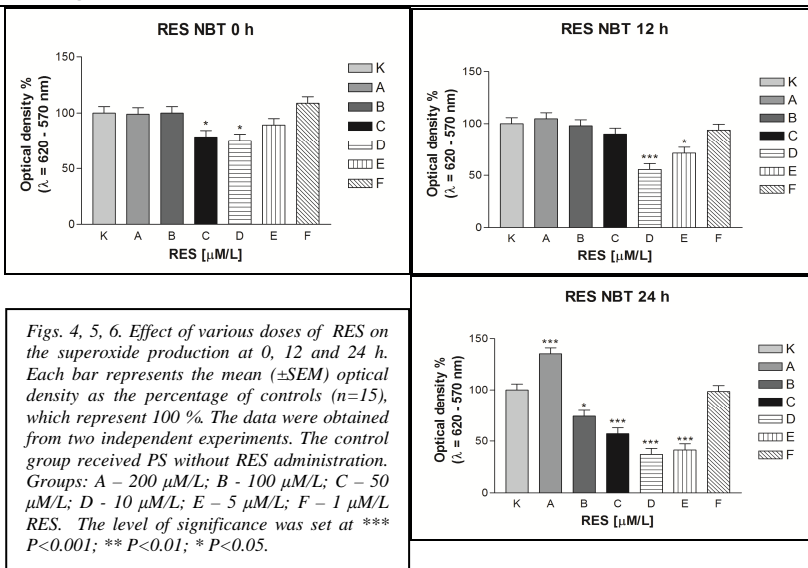 RES NBT 0 h
150
100
50
0
Optical density %
(λ = 620 - 570 nm)
* *
K A B C D E F
RES [µM/L]
K
A
B
C
D
E
F
RES NBT 12 h
150
100
50
0
Optical density %
(λ = 620 - 570 nm)
*** *
K A B C D E F
RES [µM/L]
K
A
B
C
D
E
F
Figs. 4, 5, 6. Effect of various doses of RES on
the superoxide production at 0, 12 and 24 h.
Each bar represents the mean (±SEM) optical
density as the percentage of controls (n=15),
which represent 100 %. The data were obtained
from two independent experiments. The control
group received PS without RES administration.
Groups: A – 200 µM/L; B - 100 µM/L; C – 50
µM/L; D - 10 µM/L; E – 5 µM/L; F – 1 µM/L
RES. The level of significance was set at ***
P<0.001; ** P<0.01; * P<0.05.
RES NBT 24 h
150
100
50
0
Optical density %
(λ = 620 - 570 nm)
*** * *** *** ***
K A B C D E F
RES [µM/L]
K
A
B
C
D
E
F